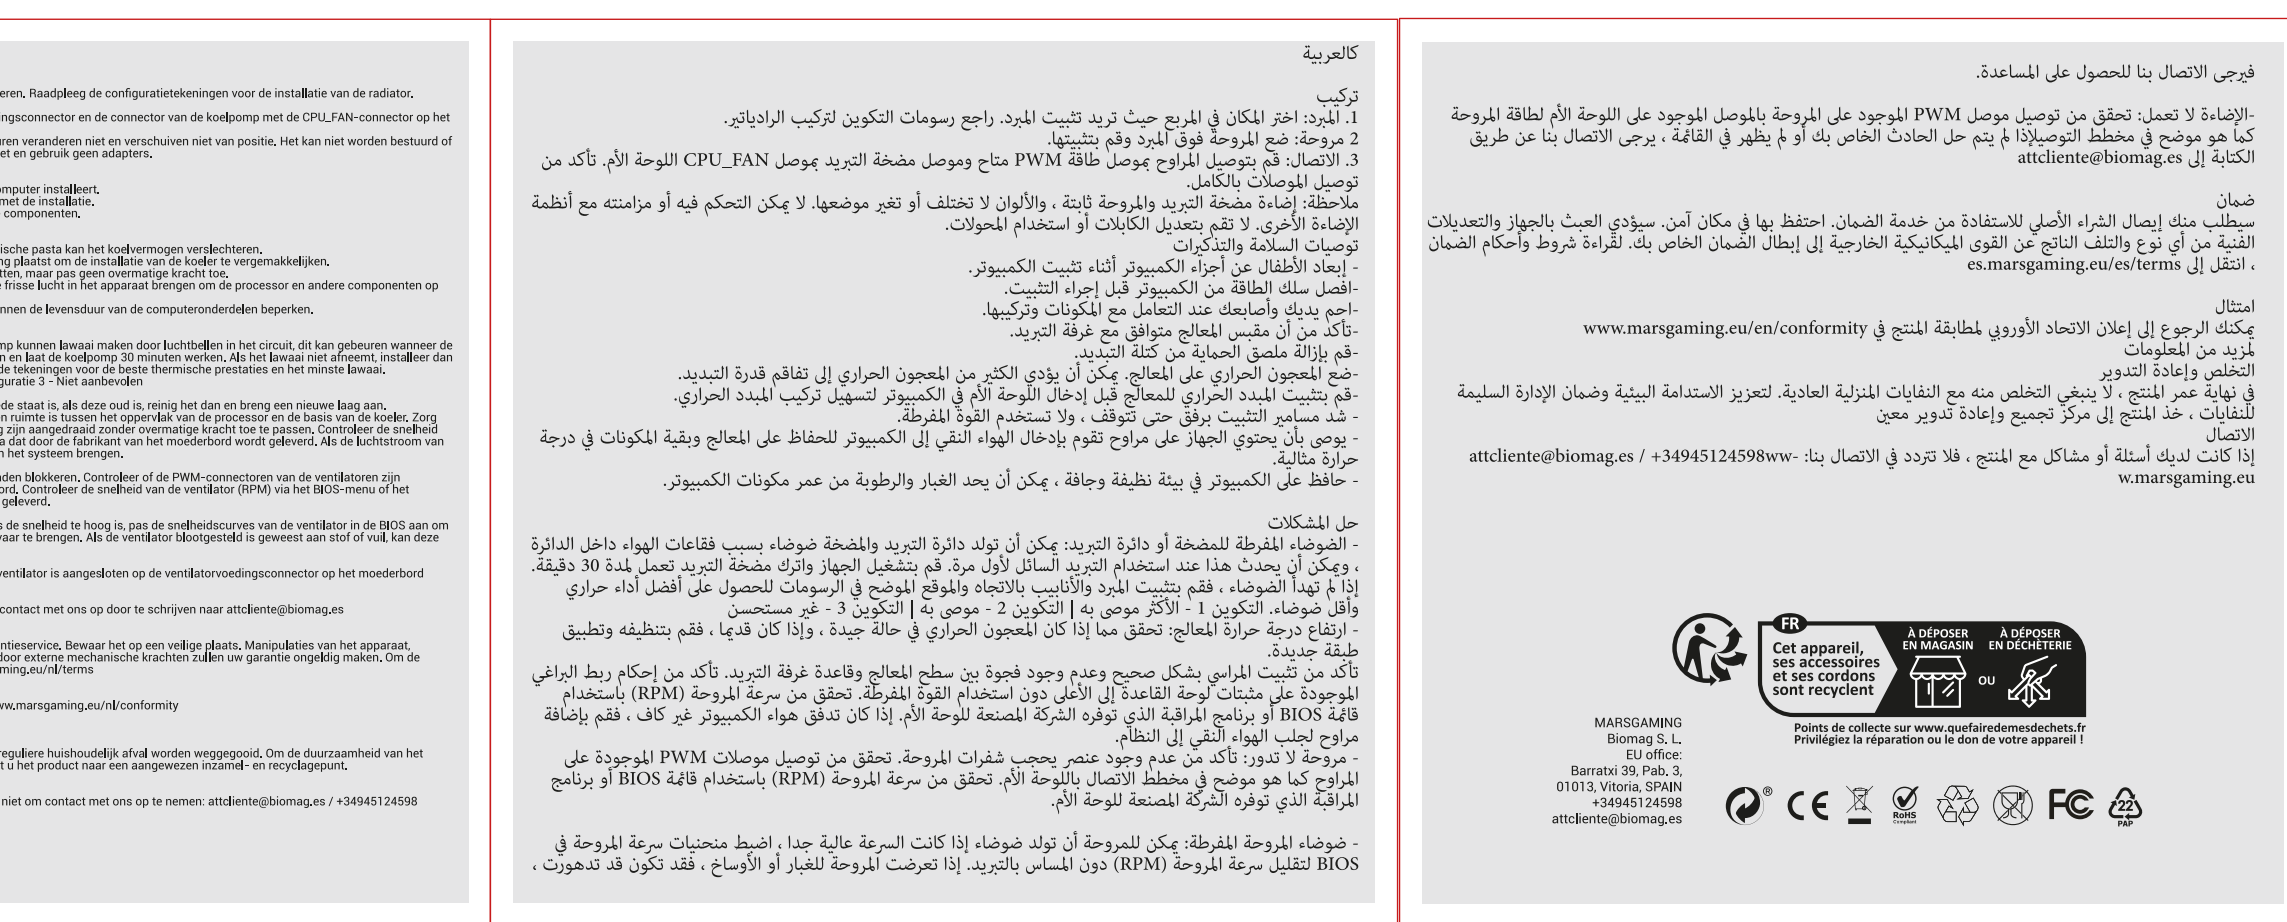 eren. Raadpleeg de configuratietekeningen voor de installatie van de radiator.
ingsconnector en de connector van de koelpomp met de CPU_FAN-connector op het
uren veranderen niet en verschuiven niet van positie. Het kan niet worden bestuurd of
et en gebruik geen adapters.
omputer installeert.
met de installatie.
componenten.
ische pasta kan het koelvermogen verslechteren.
ng plaatst om de installatie van de koeler te vergemakkelijken.
tten, maar pas geen overmatige kracht toe.
e frisse lucht in het apparaat brengen om de processor en andere componenten op
nnen de levensduur van de computeronderdelen beperken.
mp kunnen lawaai maken door luchtbellen in het circuit, dit kan gebeuren wanneer de
n en laat de koelpomp 30 minuten werken. Als het lawaai niet afneemt, installeer dan
de tekeningen voor de beste thermische prestaties en het minste lawaai.
guratie 3 - Niet aanbevolen
ede staat is, als deze oud is, reinig het dan en breng een nieuwe laag aan.
en ruimte is tussen het oppervlak van de processor en de basis van de koeler. Zorg
g zijn aangedraaid zonder overmatige kracht toe te passen. Controleer de snelheid
a dat door de fabrikant van het moederbord wordt geleverd. Als de luchtstroom van
n het systeem brengen.
nden blokkeren. Controleer of de PWM-connectoren van de ventilatoren zijn
ord. Controleer de snelheid van de ventilator (RPM) via het BIOS-menu of het
geleverd.
s de snelheid te hoog is, pas de snelheidscurves van de ventilator in de BIOS aan om
vaar te brengen. Als de ventilator blootgesteld is geweest aan stof of vuil, kan deze
ventilator is aangesloten op de ventilatorvoedingsconnector op het moederbord
contact met ons op door te schrijven naar attcliente@biomag.es
ntieservice. Bewaar het op een veilige plaats. Manipulaties van het apparaat,
door externe mechanische krachten zullen uw garantie ongeldig maken. Om de
ming.eu/nl/terms
ww.marsgaming.eu/nl/conformity
reguliere huishoudelijk afval worden weggegooid. Om de duurzaamheid van het
t u het product naar een aangewezen inzamel- en recyclagepunt.
niet om contact met ons op te nemen: attcliente@biomag.es / +34945124598
كالعربية
تركيب
1. المبرد: اختر المكان في المربع حيث تريد تثبيت المبرد. راجع رسومات التكوين لتركيب الرادياتير.
2 مروحة: ضع المروحة فوق المبرد وقم بتثبيتها.
3. الاتصال: قم بتوصيل المراوح بموصل طاقة PWM متاح وموصل مضخة التبريد بموصل CPU_FAN اللوحة الأم. تأكد من
توصيل الموصلات بالكامل.
ملاحظة: إضاءة مضخة التبريد والمروحة ثابتة ، والألوان لا تختلف أو تغير موضعها. لا يمكن التحكم فيه أو مزامنته مع أنظمة
الإضاءة الأخرى. لا تقم بتعديل الكابلات أو استخدام المحولات.
توصيات السلامة والتذكيرات
- إبعاد الأطفال عن أجزاء الكمبيوتر أثناء تثبيت الكمبيوتر.
-افصل سلك الطاقة من الكمبيوتر قبل إجراء التثبيت.
-احم يديك وأصابعك عند التعامل مع المكونات وتركيبها.
-تأكد من أن مقبس المعالج متوافق مع غرفة التبريد.
-قم بإزالة ملصق الحماية من كتلة التبديد.
-ضع المعجون الحراري على المعالج. يمكن أن يؤدي الكثير من المعجون الحراري إلى تفاقم قدرة التبديد.
-قم بتثبيت المبدد الحراري للمعالج قبل إدخال اللوحة الأم في الكمبيوتر لتسهيل تركيب المبدد الحراري.
- شد مسامير التثبيت برفق حتى تتوقف ، ولا تستخدم القوة المفرطة.
- يوصى بأن يحتوي الجهاز على مراوح تقوم بإدخال الهواء النقي إلى الكمبيوتر للحفاظ على المعالج وبقية المكونات في درجة
حرارة مثالية.
- حافظ على الكمبيوتر في بيئة نظيفة وجافة ، يمكن أن يحد الغبار والرطوبة من عمر مكونات الكمبيوتر.
حل المشكلات
- الضوضاء المفرطة للمضخة أو دائرة التبريد: يمكن أن تولد دائرة التبريد والمضخة ضوضاء بسبب فقاعات الهواء داخل الدائرة
، ويمكن أن يحدث هذا عند استخدام التبريد السائل لأول مرة. قم بتشغيل الجهاز واترك مضخة التبريد تعمل لمدة 30 دقيقة.
إذا لم تهدأ الضوضاء ، فقم بتثبيت المبرد والأنابيب بالاتجاه والموقع الموضح في الرسومات للحصول على أفضل أداء حراري
وأقل ضوضاء. التكوين 1 - الأكثر موصى به | التكوين 2 - موصى به | التكوين 3 - غير مستحسن
- ارتفاع درجة حرارة المعالج: تحقق مما إذا كان المعجون الحراري في حالة جيدة ، وإذا كان قديما ، فقم بتنظيفه وتطبيق
طبقة جديدة.
تأكد من تثبيت المراسي بشكل صحيح وعدم وجود فجوة بين سطح المعالج وقاعدة غرفة التبريد. تأكد من إحكام ربط البراغي
الموجودة على مثبتات لوحة القاعدة إلى الأعلى دون استخدام القوة المفرطة. تحقق من سرعة المروحة (RPM) باستخدام
قائمة BIOS أو برنامج المراقبة الذي توفره الشركة المصنعة للوحة الأم. إذا كان تدفق هواء الكمبيوتر غير كاف ، فقم بإضافة
مراوح لجلب الهواء النقي إلى النظام.
- مروحة لا تدور: تأكد من عدم وجود عنصر يحجب شفرات المروحة. تحقق من توصيل موصلات PWM الموجودة على
المراوح كما هو موضح في مخطط الاتصال باللوحة الأم. تحقق من سرعة المروحة (RPM) باستخدام قائمة BIOS أو برنامج
المراقبة الذي توفره الشركة المصنعة للوحة الأم.
- ضوضاء المروحة المفرطة: يمكن للمروحة أن تولد ضوضاء إذا كانت السرعة عالية جدا ، اضبط منحنيات سرعة المروحة في
BIOS لتقليل سرعة المروحة (RPM) دون المساس بالتبريد. إذا تعرضت المروحة للغبار أو الأوساخ ، فقد تكون قد تدهورت ،
فيرجى الاتصال بنا للحصول على المساعدة.
-الإضاءة لا تعمل: تحقق من توصيل موصل PWM الموجود على المروحة بالموصل الموجود على اللوحة الأم لطاقة المروحة
كما هو موضح في مخطط التوصيلإذا لم يتم حل الحادث الخاص بك أو لم يظهر في القائمة ، يرجى الاتصال بنا عن طريق
الكتابة إلى attcliente@biomag.es
ضمان
سيطلب منك إيصال الشراء الأصلي للاستفادة من خدمة الضمان. احتفظ بها في مكان آمن. سيؤدي العبث بالجهاز والتعديلات
الفنية من أي نوع والتلف الناتج عن القوى الميكانيكية الخارجية إلى إبطال الضمان الخاص بك. لقراءة شروط وأحكام الضمان
، انتقل إلى es.marsgaming.eu/es/terms
امتثال
يمكنك الرجوع إلى إعلان الاتحاد الأوروبي لمطابقة المنتج في www.marsgaming.eu/en/conformity
لمزيد من المعلومات
التخلص وإعادة التدوير
في نهاية عمر المنتج ، لا ينبغي التخلص منه مع النفايات المنزلية العادية. لتعزيز الاستدامة البيئية وضمان الإدارة السليمة
للنفايات ، خذ المنتج إلى مركز تجميع وإعادة تدوير معين
الاتصال
إذا كانت لديك أسئلة أو مشاكل مع المنتج ، فلا تتردد في الاتصال بنا: attcliente@biomag.es / +34945124598ww-
w.marsgaming.eu
FR
Cet appareil,
ses accessoires
et ses cordons
sont recyclent
À DÉPOSER
EN MAGASIN
OU
À DÉPOSER
EN DÉCHÈTERIE
Points de collecte sur www.quefairedemesdechets.fr
Privilégiez la réparation ou le don de votre appareil !
MARSGAMING
Biomag S. L.
EU office:
Barratxi 39, Pab. 3,
01013, Vitoria, SPAIN
+34945124598
attcliente@biomag.es
®
CE
RoHS
Compliant
FC
22
PAP